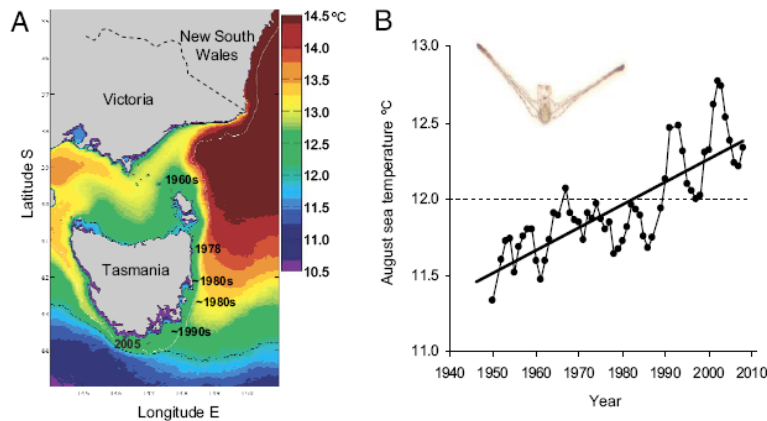 A
New South
Wales
Victoria
1960s
1978
~1980s
~1980s
~1990s
2005
Tasmania
Latitude S
Longitude E
14.5 ºC
14.0
13.5
13.0
12.5
12.0
11.5
11.0
10.5
B
13.0
12.5
12.0
11.5
11.0
August sea temperature ºC
1940 1950 1960 1970 1980 1990 2000 2010
Year